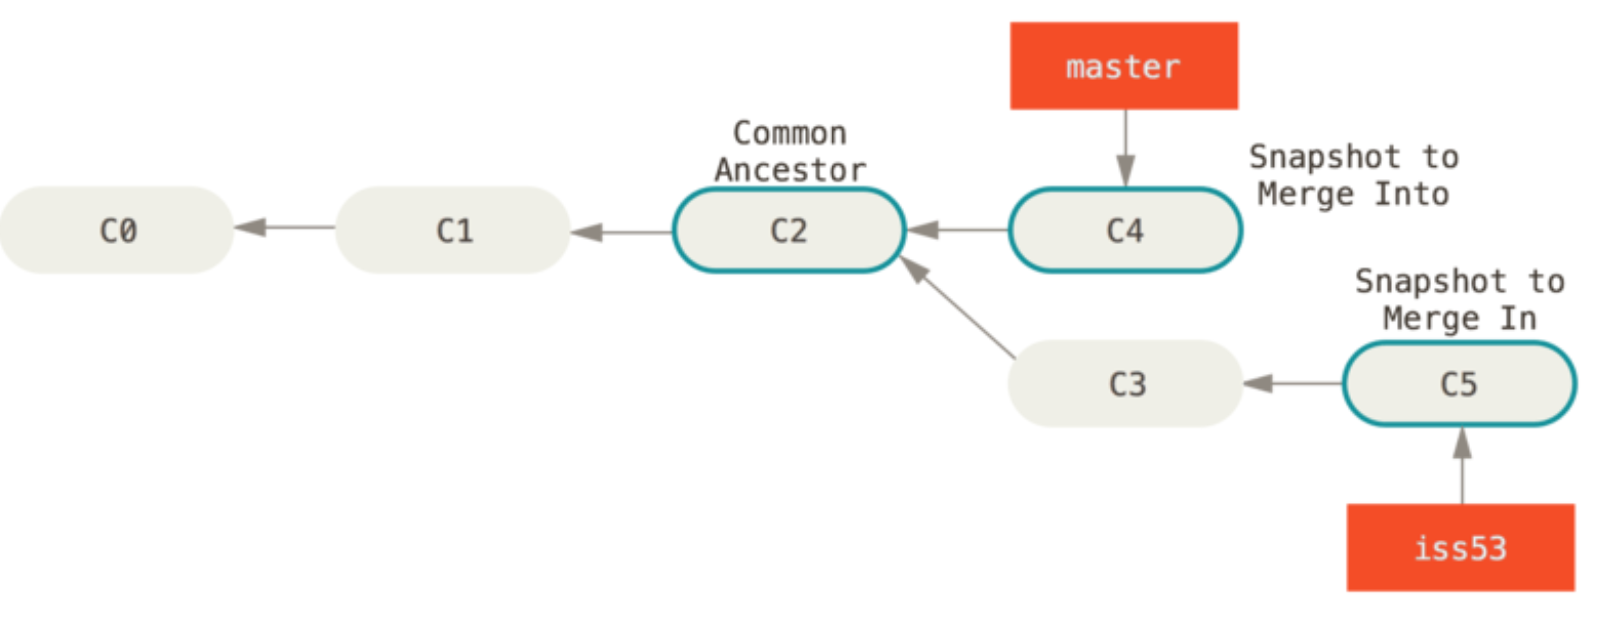 master
Common
Ancestor
Snapshot to
Merge Into
C0
C1
C2
C4
Snapshot to
Merge In
C3
C5
iss53